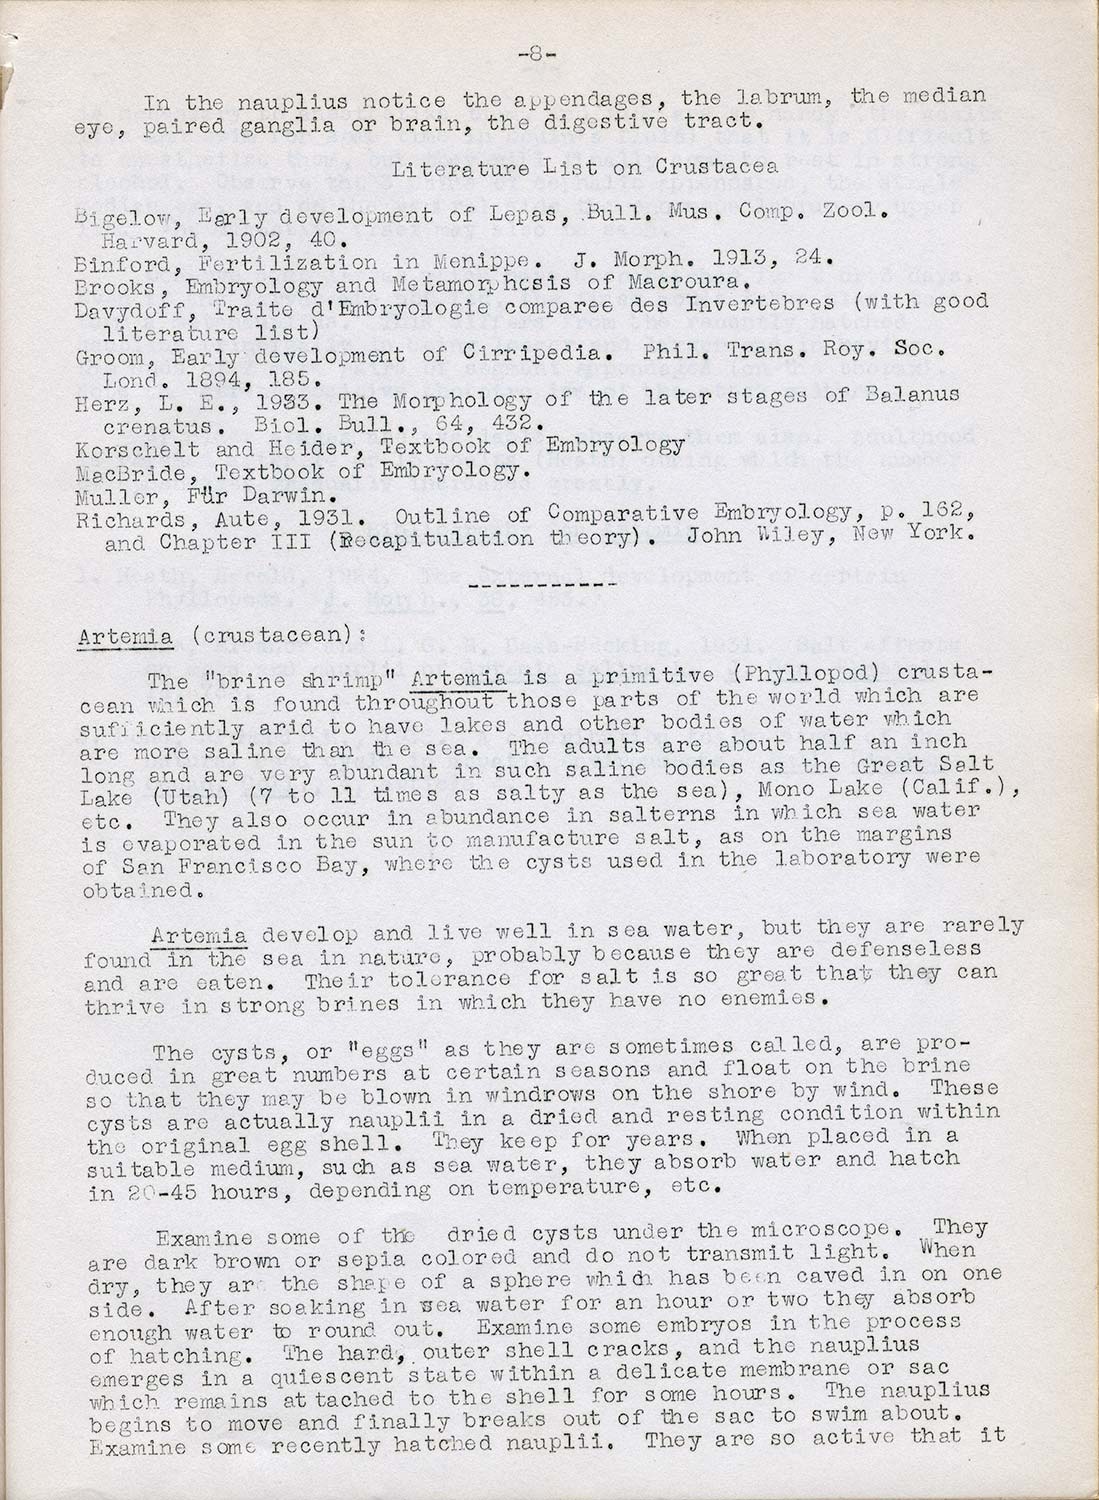 -8-
In the nauplius notice the appendages, the labrum, the median
eye, paired ganglia or brain, the digestive tract.
Literature List on Crustacea
Bigelow, Early development of Lepas, Bull. Mus. Comp. Zool.
Harvard, 1902, 40.
Binford, Fertilization in Menippe. J. Morph. 1913, 24.
Brooks, Embryology and Metamorphosis of Macroura.
Davydoff, Traite d'Embryologie comparee des Invertebres (with good
literature list)
Groom, Early development of Cirripedia. Phil. Trans. Roy. Soc.
Lond. 1894, 185.
Herz, L. E., 1933. The Morphology of the later stages of Balanus
crenatus. Biol. Bull., 64, 432.
Korschelt and Heider, Textbook of Embryology
MacBride, Textbook of Embryology.
Muller, Für Darwin.
Richards, Aute, 1931. Outline of Comparative Embryology, p. 162,
and Chapter III (Recapitulation theory). John Wiley, New York.
-------------
Artemia (crustacean):
The "brine shrimp" Artemia is a primitive (Phyllopod) crusta-
cean which is found throughout those parts of the world which are
sufficiently arid to have lakes and other bodies of water which
are more saline than the sea. The adults are about half an inch
long and are very abundant in such saline bodies as the Great Salt
Lake (Utah) (7 to 11 times as salty as the sea), Mono Lake (Calif.),
etc. They also occur in abundance in salterns in which sea water
is evaporated in the sun to manufacture salt, as on the margins
of San Francisco Bay, where the cysts used in the laboratory were
obtained.
Artemia develop and live well in sea water, but they are rarely
found in the sea in nature, probably because they are defenseless
and are eaten. Their tolerance for salt is so great that they can
thrive in strong brines in which they have no enemies.
The cysts, or "eggs" as they are sometimes called, are pro-
duced in great numbers at certain seasons and float on the brine
so that they may be blown in windrows on the shore by wind. These
cysts are actually nauplii in a dried and resting condition within
the original egg shell. They keep for years. When placed in a
suitable medium, such as sea water, they absorb water and hatch
in 20-45 hours, depending on temperature, etc.
Examine some of the dried cysts under the microscope. They
are dark brown or sepia colored and do not transmit light. When
dry, they are the shape of a sphere which has been caved in on one
side. After soaking in sea water for an hour or two they absorb
enough water to round out. Examine some embryos in the process
of hatching. The hard, outer shell cracks, and the nauplius
emerges in a quiescent state within a delicate membrane or sac
which remains attached to the shell for some hours. The nauplius
begins to move and finally breaks out of the sac to swim about.
Examine some recently hatched nauplii. They are so active that it